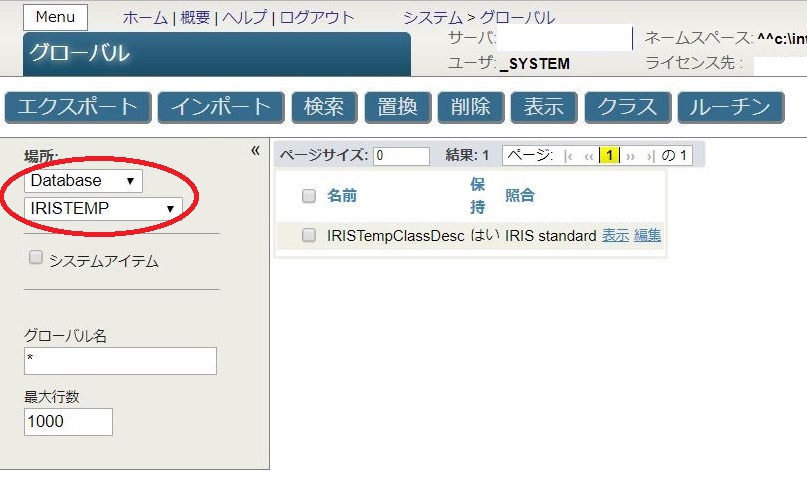 Menu ホーム | 概要 | ヘルプ | ログアウト システム > グローバル
グローバル
サーバ: ネームスペース: ^^c:\int
ユーザ: _SYSTEM ライセンス先 :
エクスポート インポート 検索 置換 削除 表示 クラス ルーチン
場所: «
Database ▼
IRISTEMP ▼
システムアイテム
グローバル名
*
最大行数
1000
ページサイズ: 0 結果: 1 ページ: |‹ ‹‹ 1 ›› ›| の 1
名前 保持 照合
IRISTempClassDesc はい IRIS standard 表示 編集